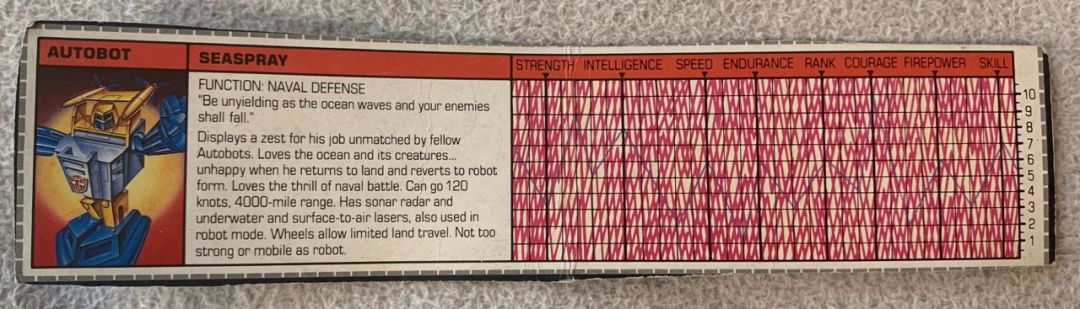 AUTOBOT
SEASPRAY
FUNCTION: NAVAL DEFENSE
"Be unyielding as the ocean waves and your enemies
shall fall."
Displays a zest for his job unmatched by fellow
Autobots. Loves the ocean and its creatures...
unhappy when he returns to land and reverts to robot
form. Loves the thrill of naval battle. Can go 120
knots, 4000-mile range. Has sonar radar and
underwater and surface-to-air lasers, also used in
robot mode. Wheels allow limited land travel. Not too
strong or mobile as robot.
STRENGTH INTELLIGENCE SPEED ENDURANCE RANK COURAGE FIREPOWER SKILL
10
9
8
7
6
5
4
3
2
1